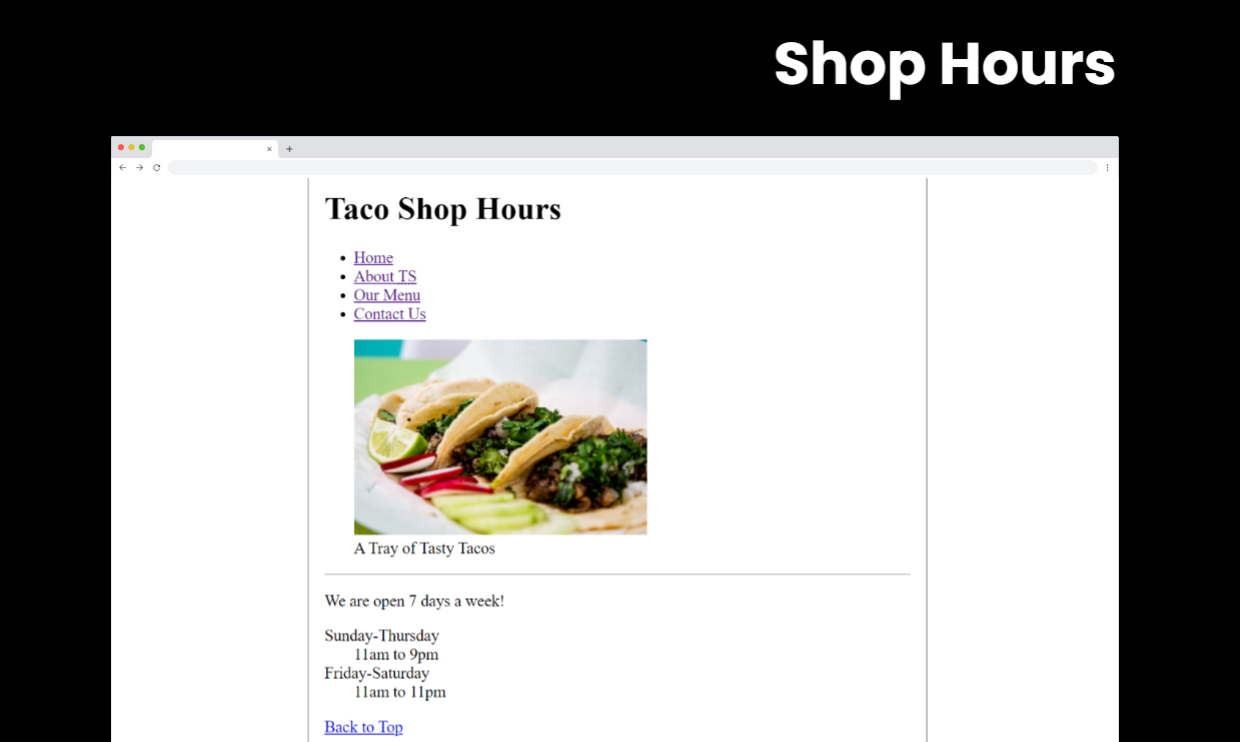 Shop Hours
Taco Shop Hours
Home
About TS
Our Menu
Contact Us
A Tray of Tasty Tacos
We are open 7 days a week!
Sunday-Thursday
11am to 9pm
Friday-Saturday
11am to 11pm
Back to Top